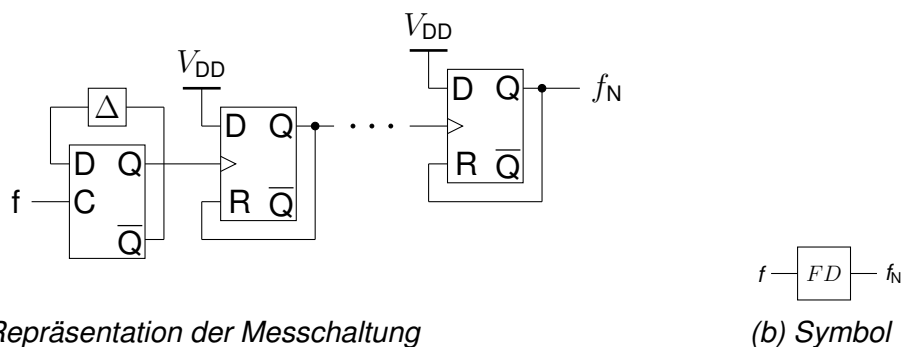 V_DD
V_DD
Δ
D Q
C
Q̅
f
D Q
R Q̅
· · ·
D Q
R Q̅
f_N
f FD f_N
Repräsentation der Messchaltung
(b) Symbol